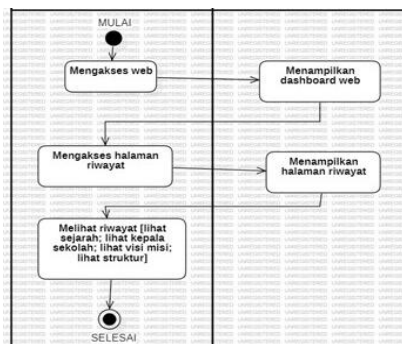 MULAI
Mengakses web
Menampilkan
dashboard web
Mengakses halaman
riwayat
Menampilkan
halaman riwayat
Melihat riwayat [lihat
sejarah; lihat kepala
sekolah; lihat visi misi;
lihat struktur]
SELESAI